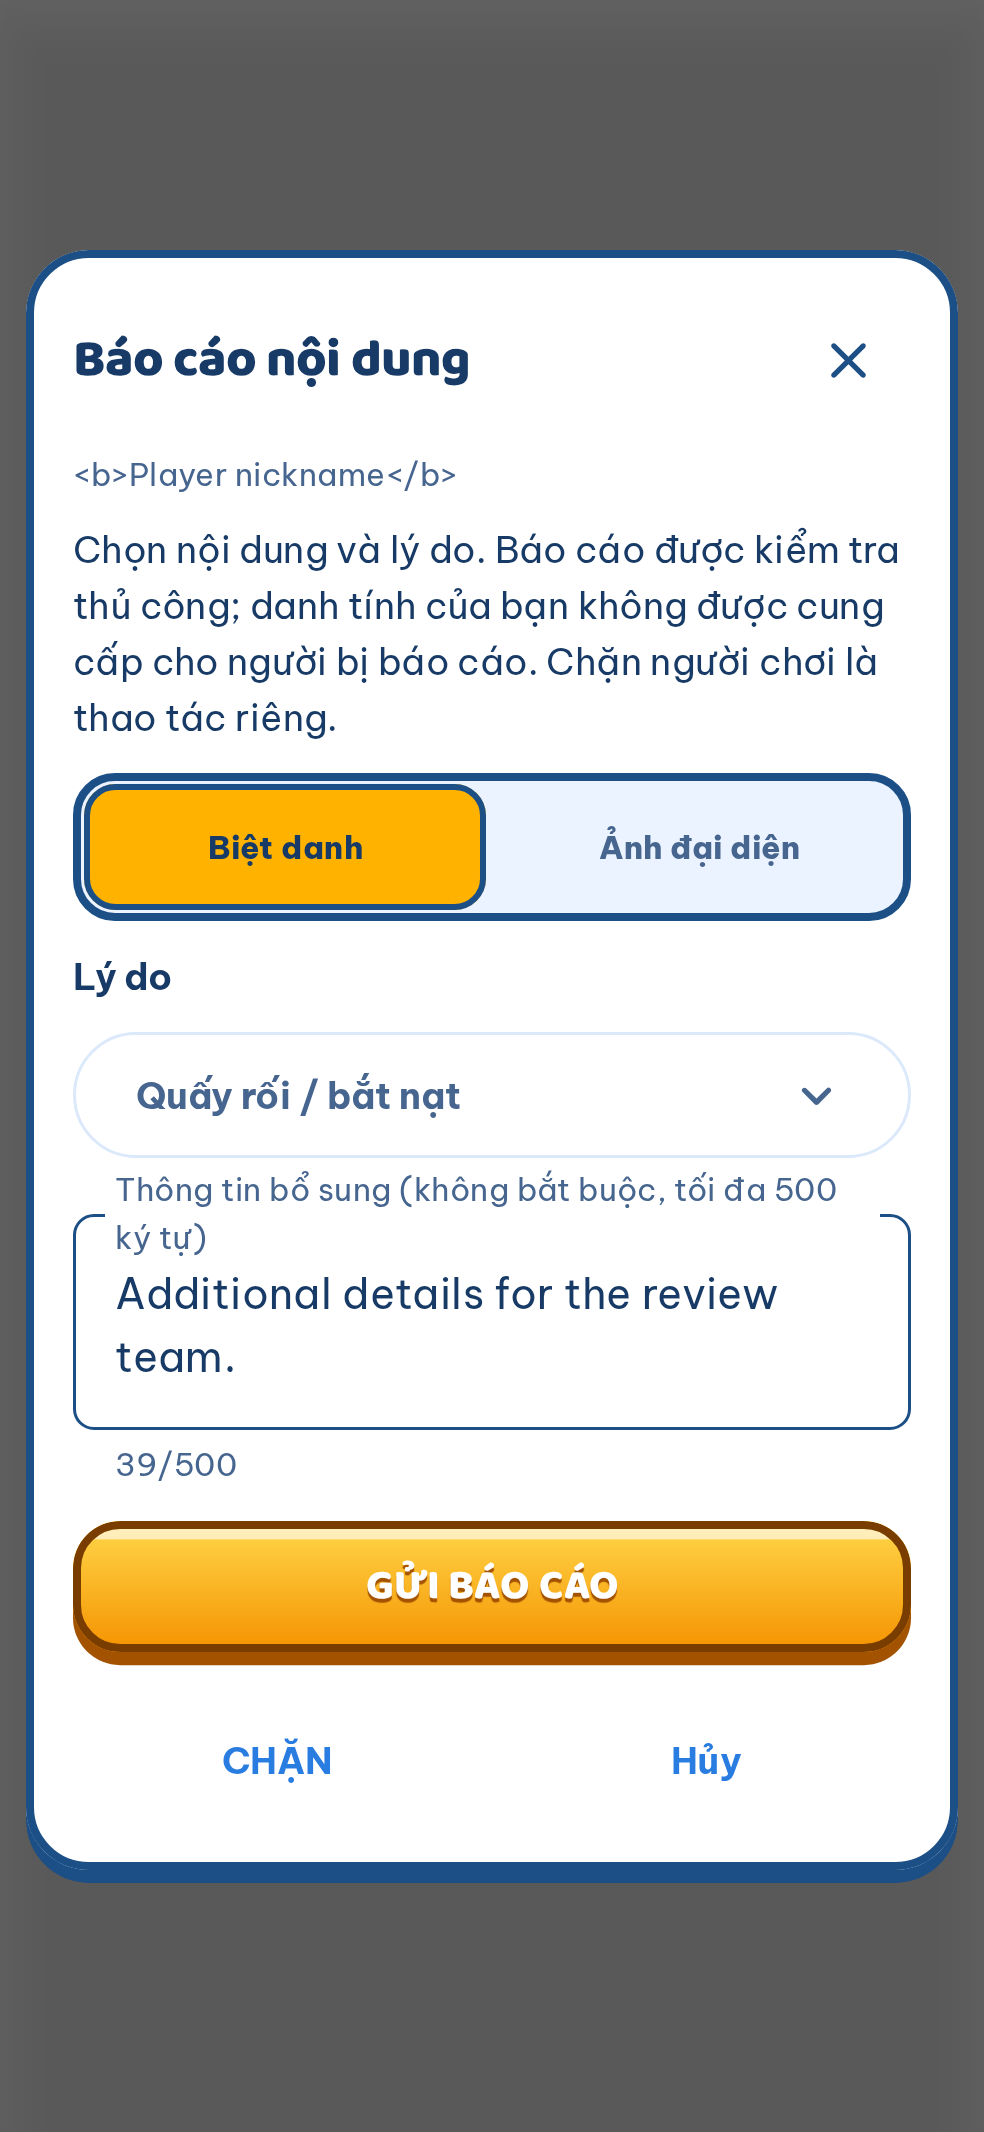 Báo cáo nội dung
<b>Player nickname</b>
Chọn nội dung và lý do. Báo cáo được kiểm tra
thủ công; danh tính của bạn không được cung
cấp cho người bị báo cáo. Chặn người chơi là
thao tác riêng.
Biệt danh
Ảnh đại diện
Lý do
Quấy rối / bắt nạt
Thông tin bổ sung (không bắt buộc, tối đa 500
ký tự)
Additional details for the review
team.
39/500
GỬI BÁO CÁO
CHẶN
Hủy